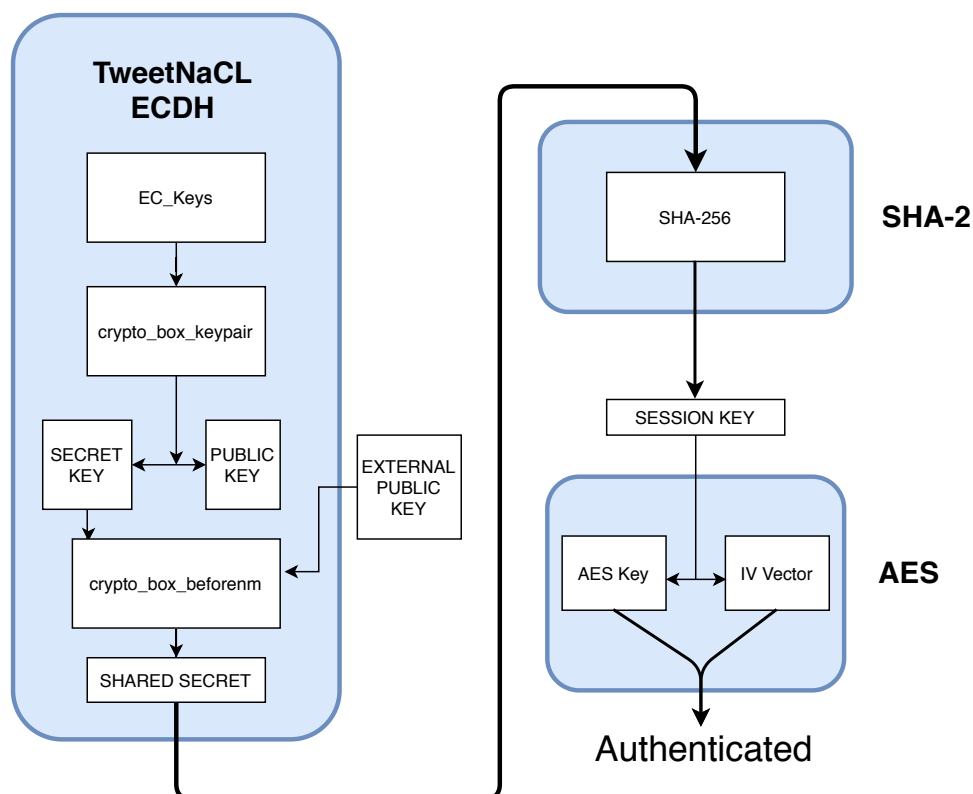 TweetNaCL
ECDH
EC_Keys
crypto_box_keypair
SECRET
KEY
PUBLIC
KEY
EXTERNAL
PUBLIC
KEY
crypto_box_beforenm
SHARED SECRET
SHA-256
SHA-2
SESSION KEY
AES Key
IV Vector
AES
Authenticated